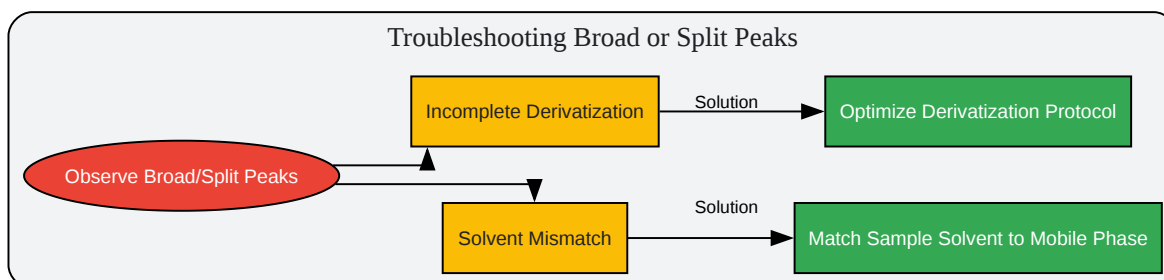 Troubleshooting Broad or Split Peaks
Incomplete Derivatization
Solution
Optimize Derivatization Protocol
Observe Broad/Split Peaks
Solvent Mismatch
Solution
Match Sample Solvent to Mobile Phase